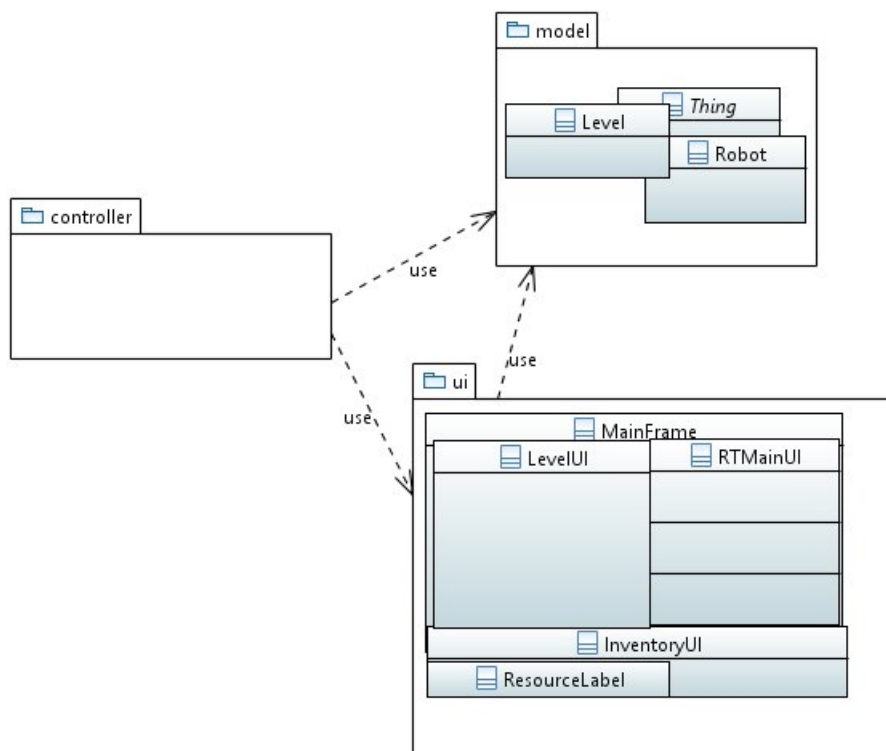 model
Thing
Level
Robot
controller
use
use
ui
use
MainFrame
LevelUI
RTMainUI
InventoryUI
ResourceLabel